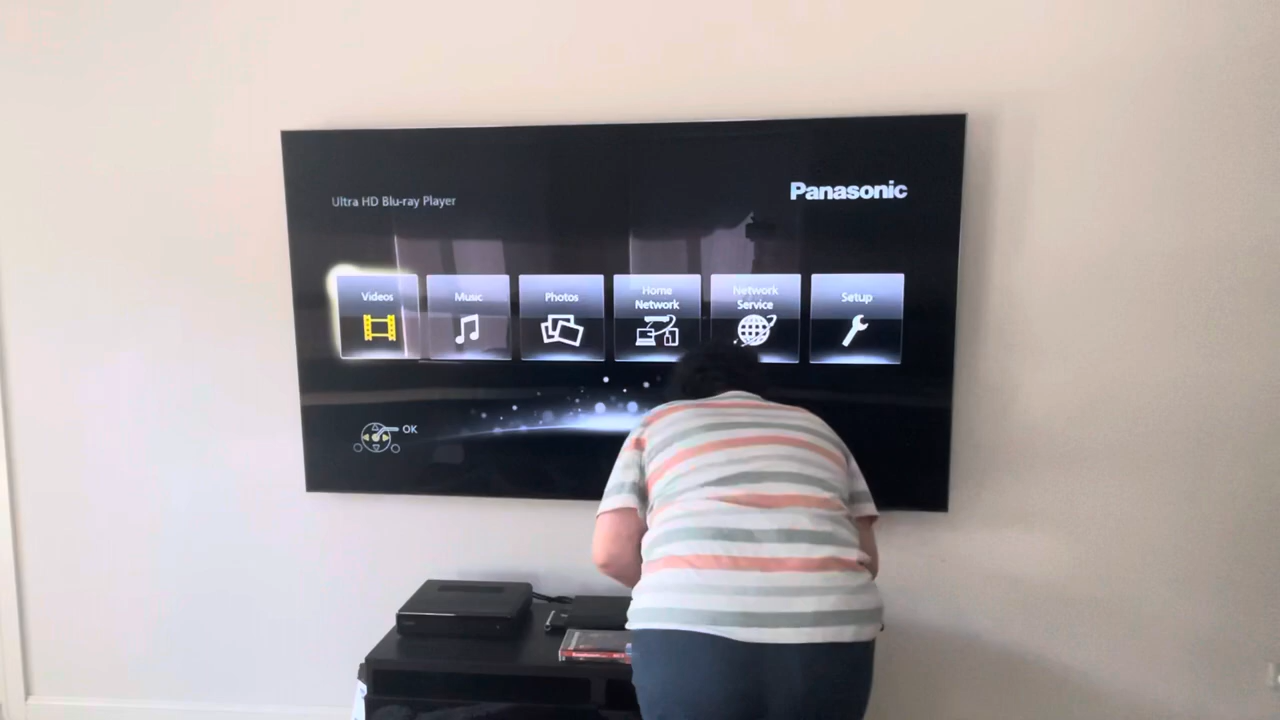 Ultra HD Blu-ray Player
Panasonic
Videos
Music
Photos
Home
Network
Network
Service
Setup
OK